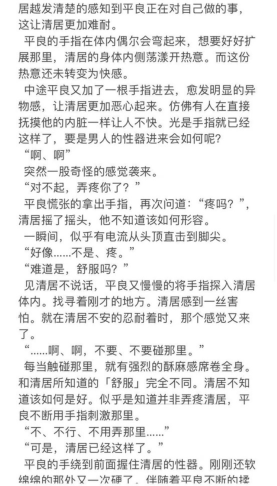 居越发清楚的感知到平良正在对自己做的事，
这让清居更加难耐。
平良的手指在体内偶尔会弯起来，想要好好扩
展那里，清居的身体内侧荡漾开热意。而这份
热意还未转变为快感。
中途平良又加了一根手指进去，愈发明显的异
物感，让清居更加恶心起来。仿佛有人在直接
抚摸他的内脏一样让人不快。光是手指就已经
这样了，要是男人的性器进来会如何呢？
“啊、啊”
突然一股奇怪的感觉袭来。
“对不起，弄疼你了？”
平良慌张的拿出手指，再次问道：“疼吗？”，
清居摇了摇头，他不知道该如何形容。
一瞬间，似乎有电流从头顶直击到脚尖。
“好像……不是、疼。”
“难道是，舒服吗？”
见清居不说话，平良又慢慢的将手指探入清居
体内。找寻着刚才的地方。清居感到一丝害
怕。就在清居不安的忍耐着时，那个感觉又来
了。
“……啊、啊，不要、不要碰那里。”
每当触碰那里，就有强烈的酥麻感席卷全身。
和清居所知道的「舒服」完全不同。清居不知
道该如何是好。似乎是知道并非弄疼清居，平
良不断用手指刺激那里。
“不、不行、不用弄那里……”
“可是，清居已经这样了。”
平良的手绕到前面握住清居的性器。刚刚还软
绵绵的那处又一次硬了，伴随着平良不断的揉